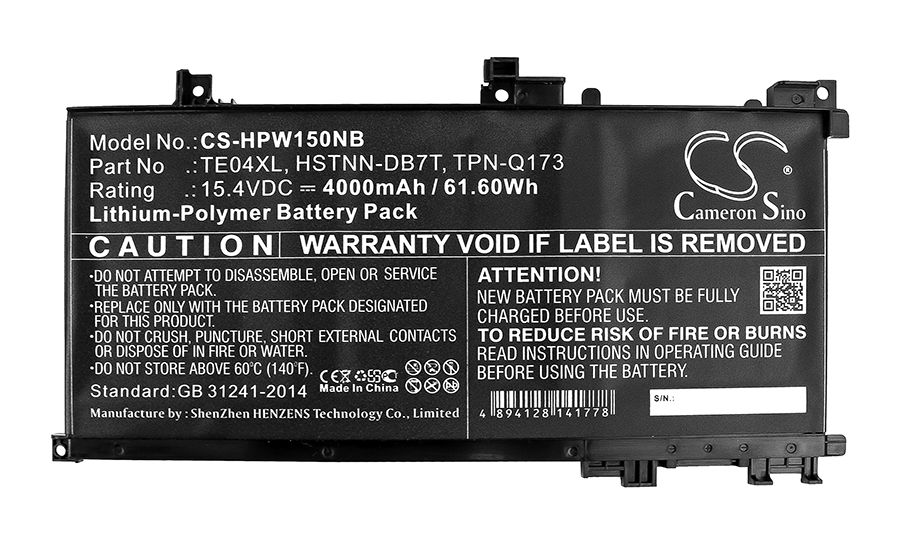 Model No.: CS-HPW150NB
Part No .: TE04XL, HSTNN-DB7T, TPN-Q173
Rating .: 15.4VDC ⎓ 4000mAh / 61.60Wh
Lithium-Polymer Battery Pack
CS
®
Cameron Sino
CAUTION
WARRANTY VOID IF LABEL IS REMOVED
•DO NOT ATTEMPT TO DISASSEMBLE, OPEN OR SERVICE
THE BATTERY PACK.
•REPLACE ONLY WITH THE BATTERY PACK DESIGNATED
FOR THIS PRODUCT.
•DO NOT CRUSH, PUNCTURE, SHORT EXTERNAL CONTACTS
OR DISPOSE OF IN FIRE OR WATER.
•DO NOT STORE ABOVE 60°C (140°F).
Standard:GB 31241-2014
Made In China
Manufacturer : ShenZhen HENZENS Technology Co., Limited
ATTENTION!
NEW BATTERY PACK MUST BE FULLY
CHARGED BEFORE USE.
TO REDUCE RISK OF FIRE OR BURNS
READ INSTRUCTIONS IN OPERATING GUIDE
BEFORE USING BATTERY PACK.
4 894128 141778
S/N.: